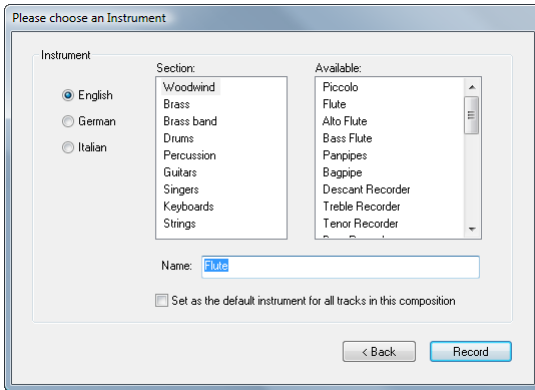 Please choose an Instrument
Instrument
Section:
Available:
English
German
Italian
Woodwind
Brass
Brass band
Drums
Percussion
Guitars
Singers
Keyboards
Strings
Piccolo
Flute
Alto Flute
Bass Flute
Panpipes
Bagpipe
Descant Recorder
Treble Recorder
Tenor Recorder
Name: Flute
Set as the default instrument for all tracks in this composition
< Back
Record